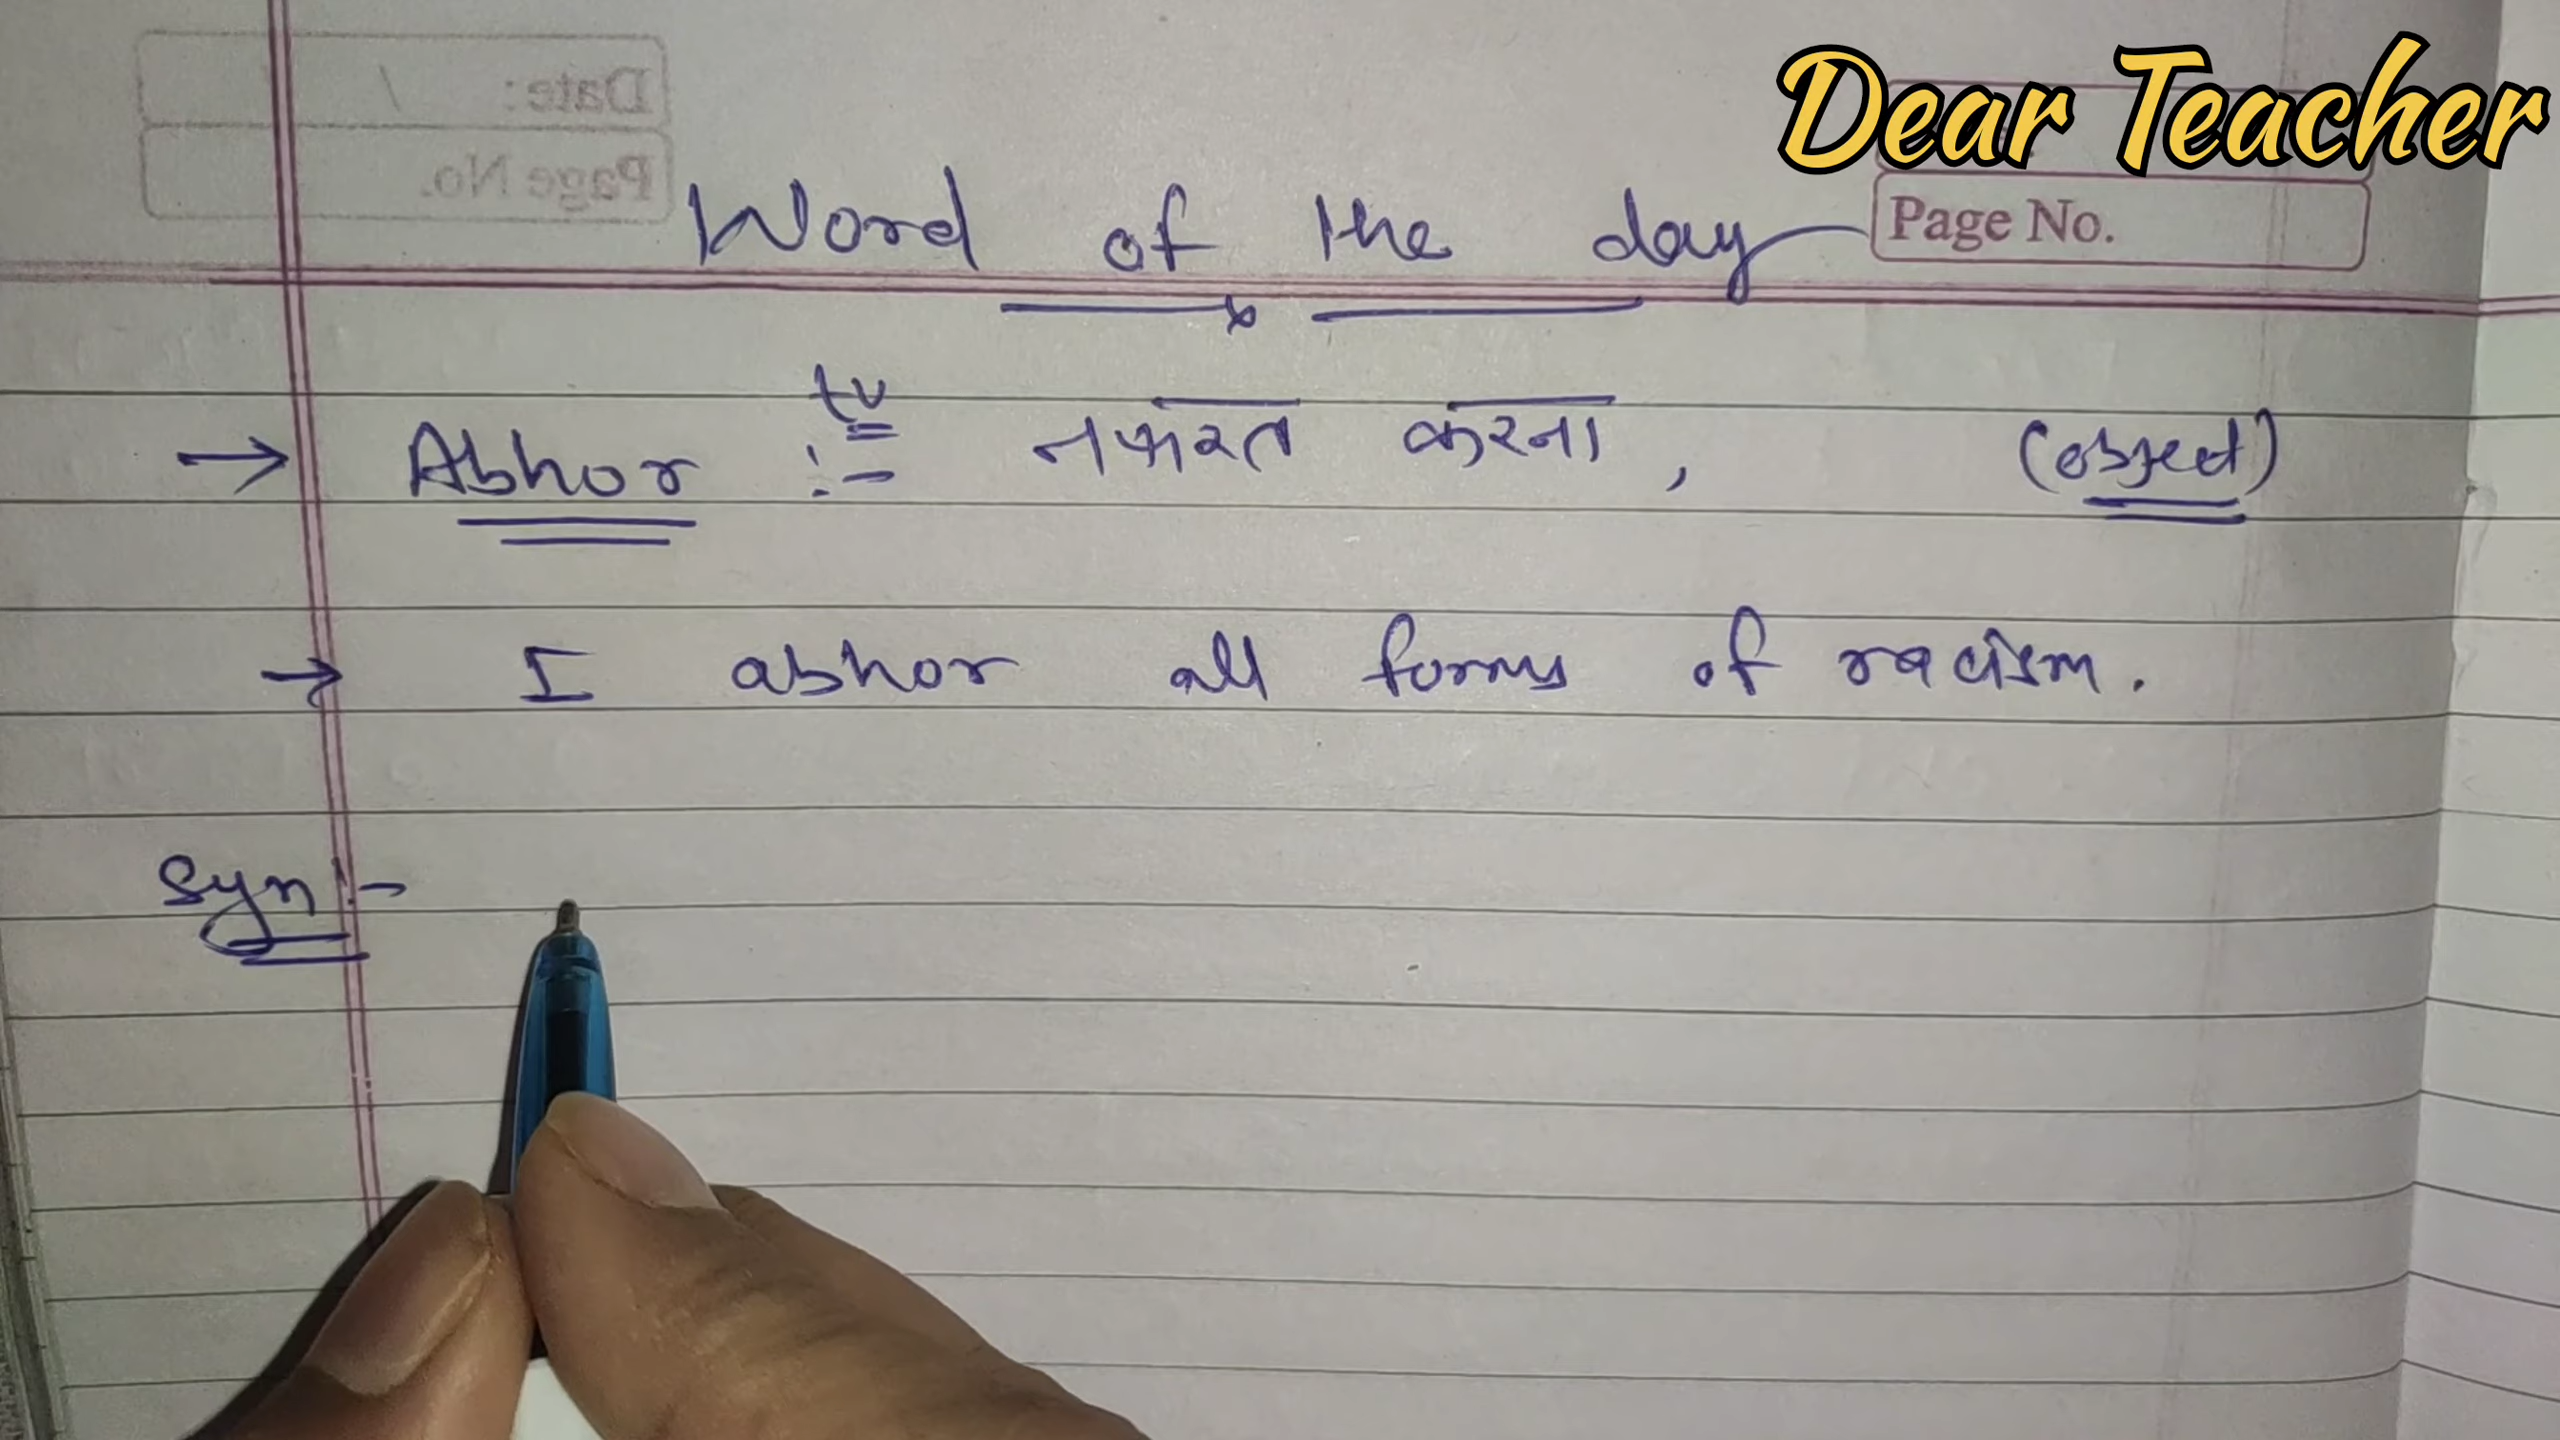 Dear Teacher
Date: /
Page No.
Page No.
Word of the day
tv
Abhor :- नफरत करना, (object)
→ I abhor all forms of racism.
Syn :-